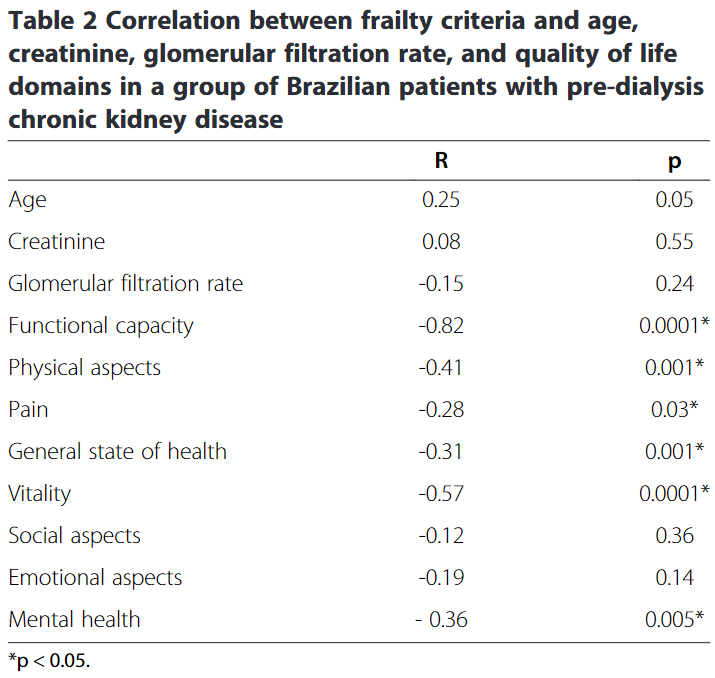 Table 2 Correlation between frailty criteria and age,
creatinine, glomerular filtration rate, and quality of life
domains in a group of Brazilian patients with pre-dialysis
chronic kidney disease
R p
Age 0.25 0.05
Creatinine 0.08 0.55
Glomerular filtration rate -0.15 0.24
Functional capacity -0.82 0.0001*
Physical aspects -0.41 0.001*
Pain -0.28 0.03*
General state of health -0.31 0.001*
Vitality -0.57 0.0001*
Social aspects -0.12 0.36
Emotional aspects -0.19 0.14
Mental health - 0.36 0.005*
*p < 0.05.